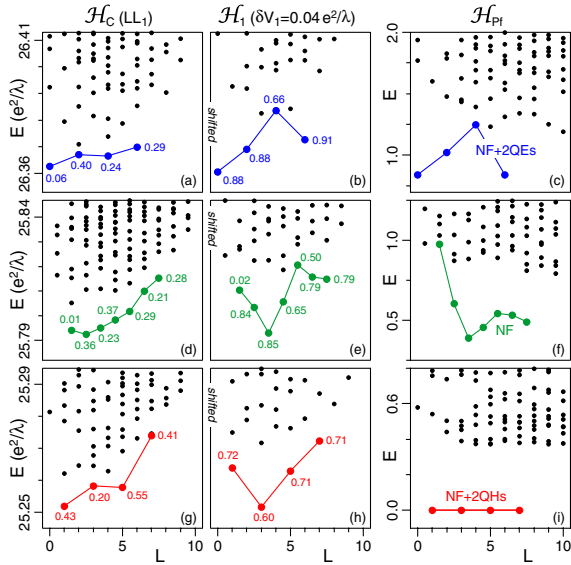 ℋC (LL1) ℋ1 (δV1=0.04 e²/λ) ℋPf
E (e²/λ) 26.41 26.36
0.06 0.40 0.24 0.29
(a)
shifted
0.88 0.88 0.66 0.91
(b)
E 2.0 1.0
NF+2QEs
(c)
E (e²/λ) 25.84 25.79
0.01 0.36 0.23 0.37 0.29 0.21 0.28
(d)
shifted
0.02 0.84 0.85 0.65 0.50 0.79 0.79
(e)
E 1.0 0.5
NF
(f)
E (e²/λ) 25.29 25.25
0.43 0.20 0.55 0.41
(g)
shifted
0.72 0.60 0.71 0.71
(h)
E 0.6 0.0
NF+2QHs
(i)
0 5 10 0 5 0 5 10
L L L